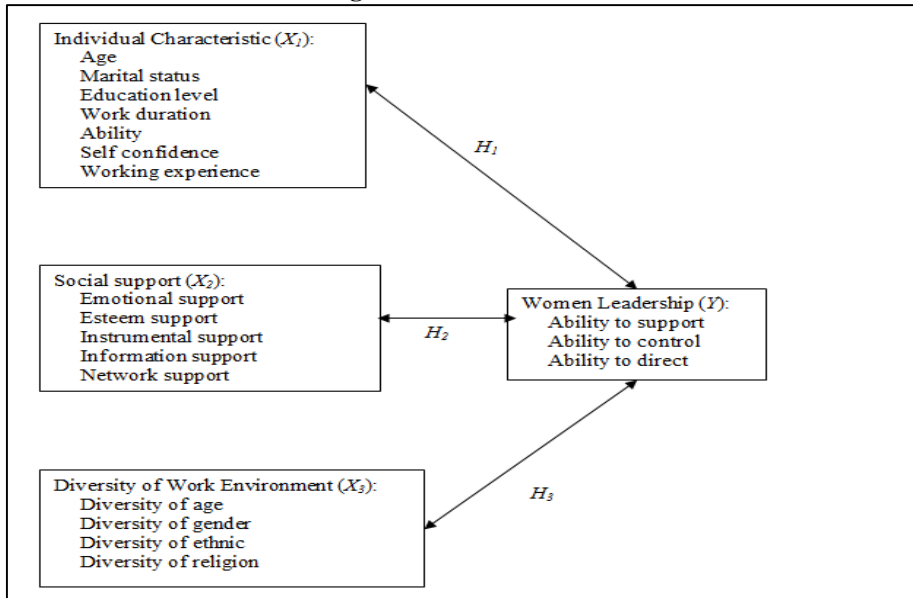 Individual Characteristic (X1):
Age
Marital status
Education level
Work duration
Ability
Self confidence
Working experience
H1
Social support (X2):
Emotional support
Esteem support
Instrumental support
Information support
Network support
H2
Women Leadership (Y):
Ability to support
Ability to control
Ability to direct
Diversity of Work Environment (X3):
Diversity of age
Diversity of gender
Diversity of ethnic
Diversity of religion
H3